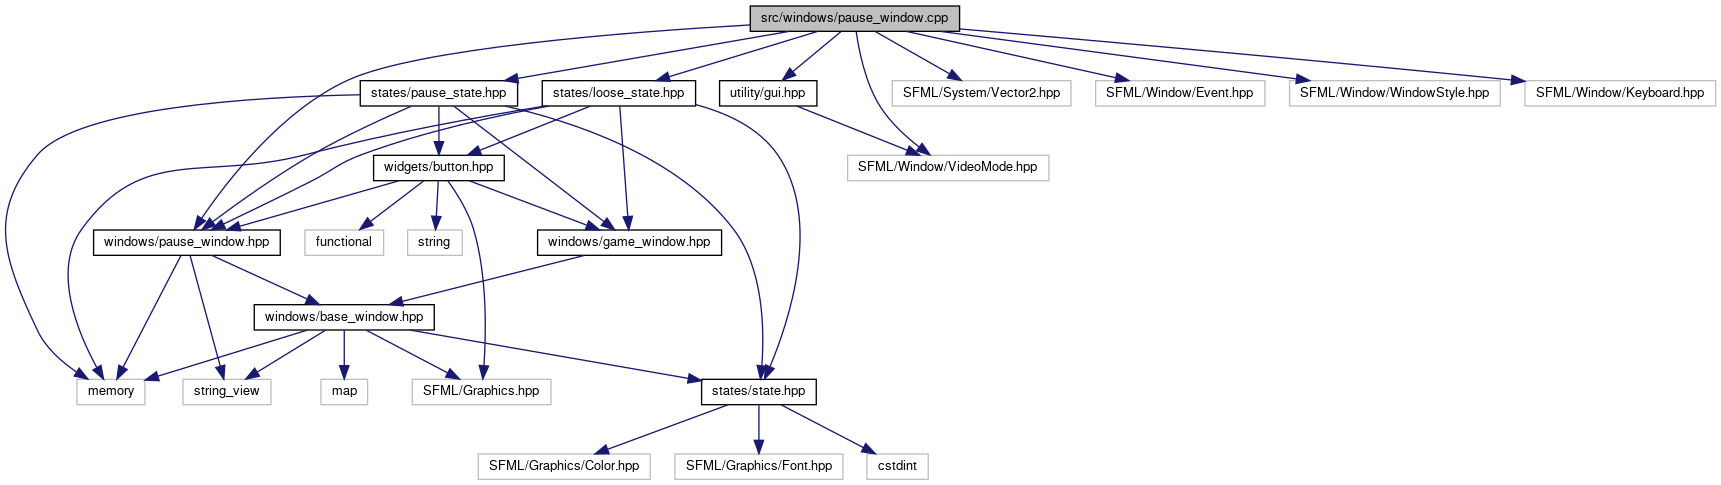 src/windows/pause_window.cpp
states/pause_state.hpp
states/loose_state.hpp
utility/gui.hpp
SFML/System/Vector2.hpp
SFML/Window/Event.hpp
SFML/Window/WindowStyle.hpp
SFML/Window/Keyboard.hpp
widgets/button.hpp
SFML/Window/VideoMode.hpp
windows/pause_window.hpp
functional
string
windows/game_window.hpp
windows/base_window.hpp
memory
string_view
map
SFML/Graphics.hpp
states/state.hpp
SFML/Graphics/Color.hpp
SFML/Graphics/Font.hpp
cstdint